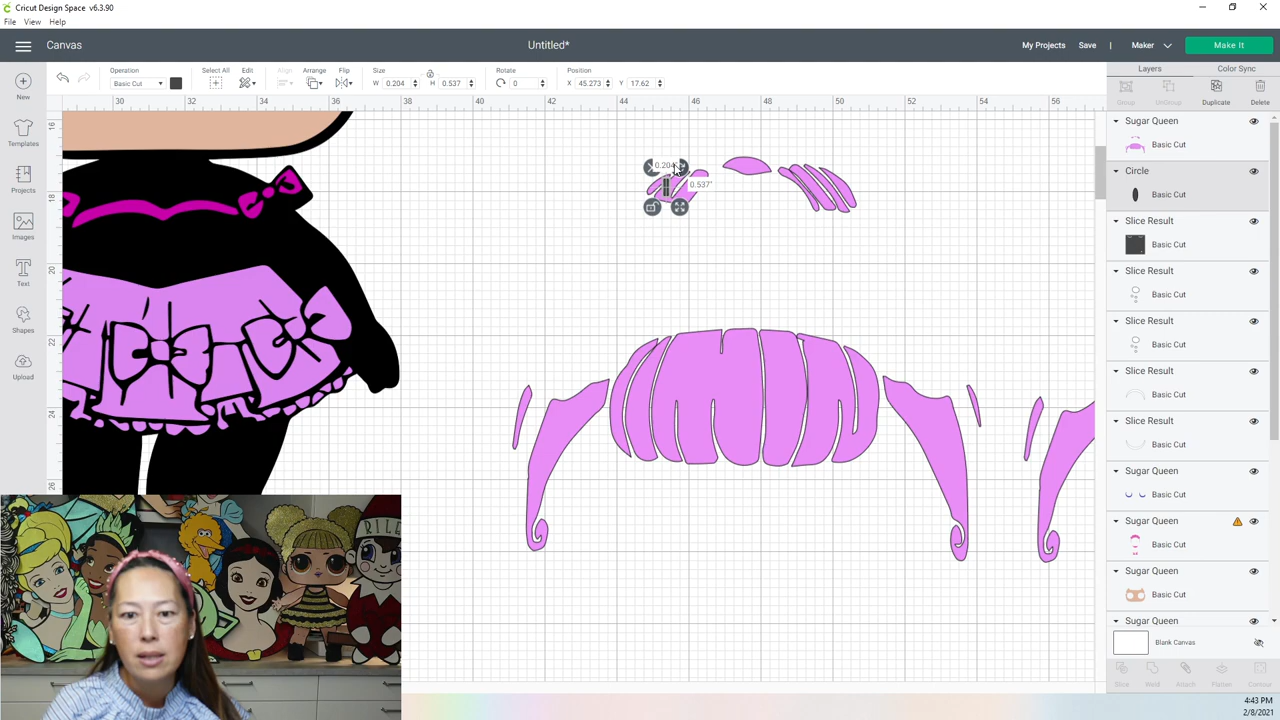 Cricut Design Space v6.3.90
File View Help
Canvas
Untitled*
My Projects Save | Maker Make It
Operation Select All Edit Align Arrange Flip Size Rotate Position
Basic Cut W 0.204 H 0.537 0 X 45.273 Y 17.62
Layers Color Sync
Group UnGroup Duplicate Delete
30 32 34 36 38 40 42 44 46 48 50 52 54 56
16
18
20
22
24
26
New
Templates
Projects
Images
Text
Shapes
Upload
0.204
0.537"
Sugar Queen
Basic Cut
Circle
Basic Cut
Slice Result
Basic Cut
Slice Result
Basic Cut
Slice Result
Basic Cut
Slice Result
Basic Cut
Slice Result
Basic Cut
Sugar Queen
Basic Cut
Sugar Queen
Basic Cut
Sugar Queen
Basic Cut
Sugar Queen
Blank Canvas
Slice Weld Attach Flatten Contour
RILE
4:43 PM
2/8/2021